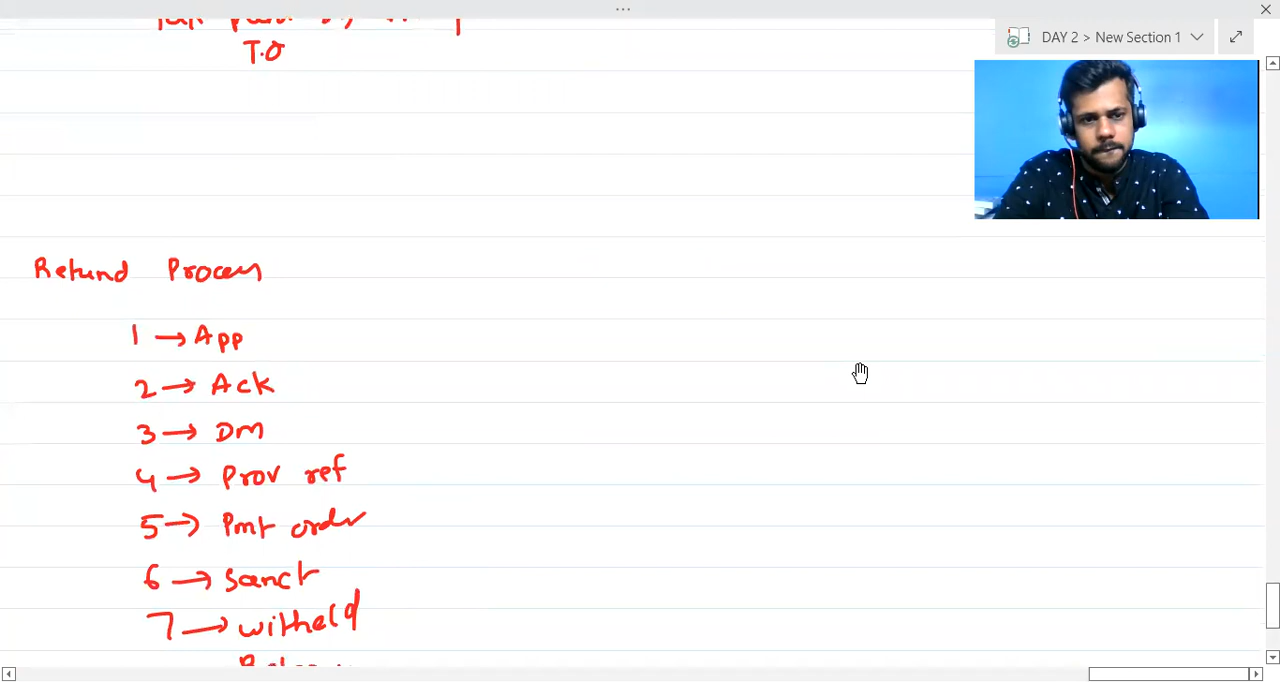 DAY 2 > New Section 1
T.O
Refund Process
1 → App
2 → Ack
3 → DM
4 → Prov ref
5 → Pmt order
6 → Sanct
7 → witheld